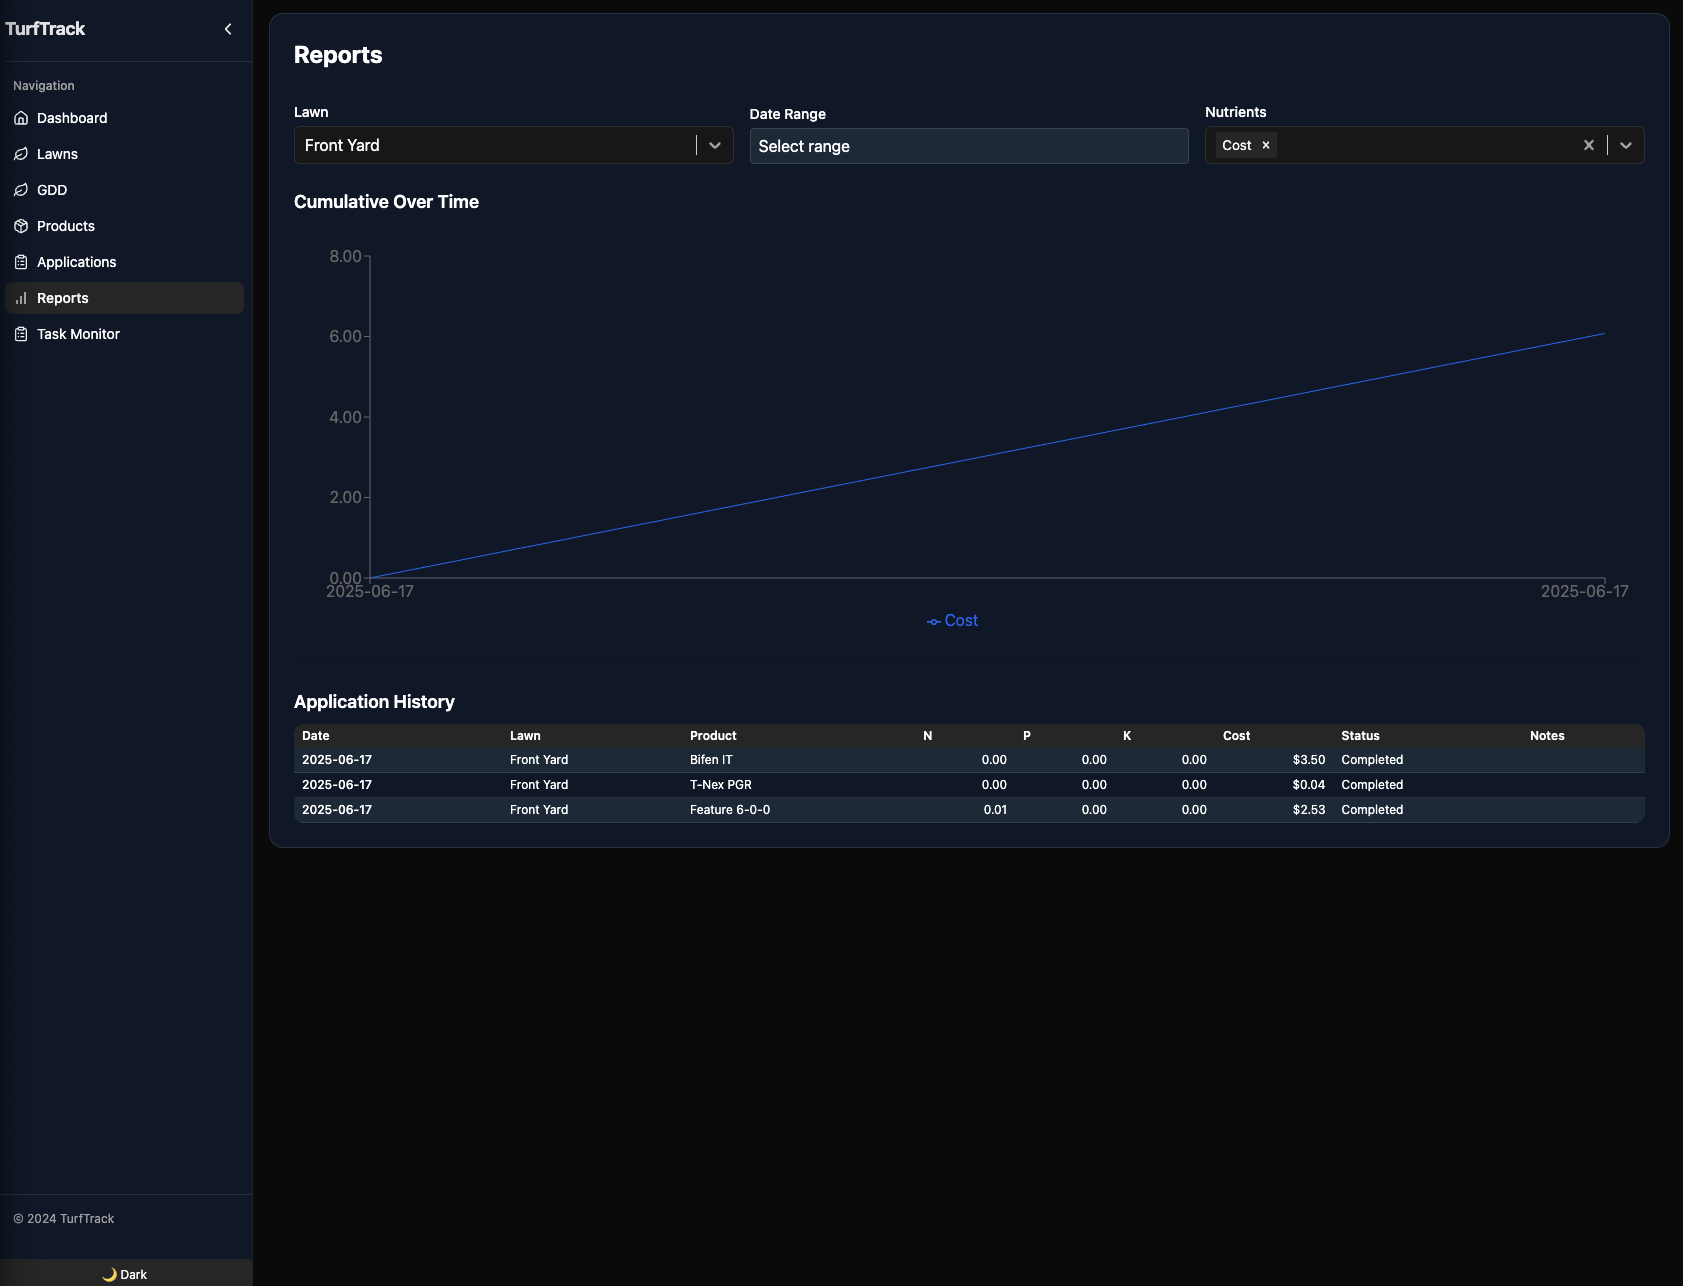 TurfTrack
Navigation
Dashboard
Lawns
GDD
Products
Applications
Reports
Task Monitor
© 2024 TurfTrack
🌙 Dark
Reports
Lawn
Front Yard
Date Range
Select range
Nutrients
Cost ×
Cumulative Over Time
8.00
6.00
4.00
2.00
0.00
2025-06-17 2025-06-17
Cost
Application History
Date Lawn Product N P K Cost Status Notes
2025-06-17 Front Yard Bifen IT 0.00 0.00 0.00 $3.50 Completed
2025-06-17 Front Yard T-Nex PGR 0.00 0.00 0.00 $0.04 Completed
2025-06-17 Front Yard Feature 6-0-0 0.01 0.00 0.00 $2.53 Completed